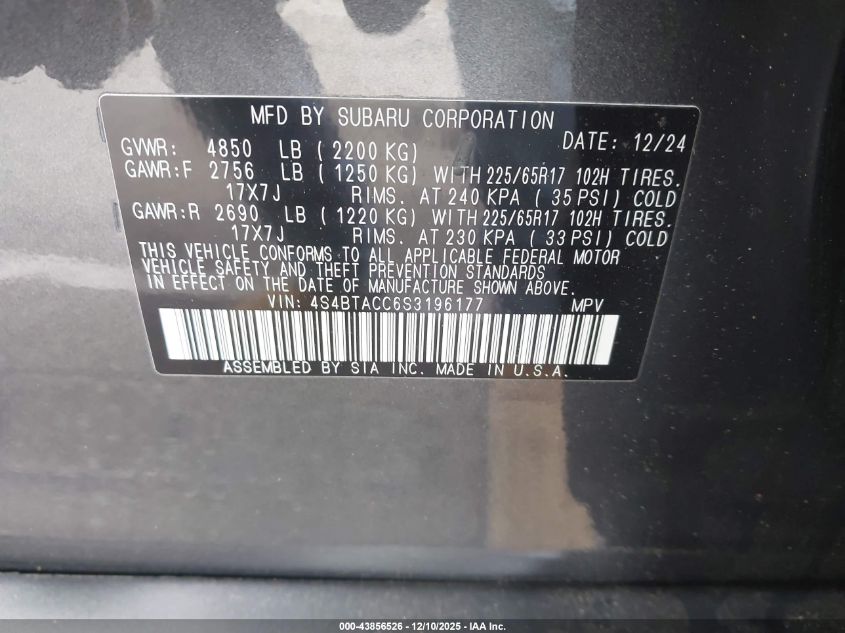 MFD BY SUBARU CORPORATION
DATE: 12/24
GVWR: 4850 LB ( 2200 KG)
GAWR:F 2756 LB ( 1250 KG) WITH 225/65R17 102H TIRES.
17X7J RIMS. AT 240 KPA ( 35 PSI) COLD
GAWR:R 2690 LB ( 1220 KG) WITH 225/65R17 102H TIRES.
17X7J RIMS. AT 230 KPA ( 33 PSI) COLD
THIS VEHICLE CONFORMS TO ALL APPLICABLE FEDERAL MOTOR
VEHICLE SAFETY AND THEFT PREVENTION STANDARDS
IN EFFECT ON THE DATE OF MANUFACTURE SHOWN ABOVE.
VIN: 4S4BTACC6S3196177 MPV
ASSEMBLED BY SIA INC. MADE IN U.S.A.
000-43856526 - 12/10/2025 - IAA Inc.